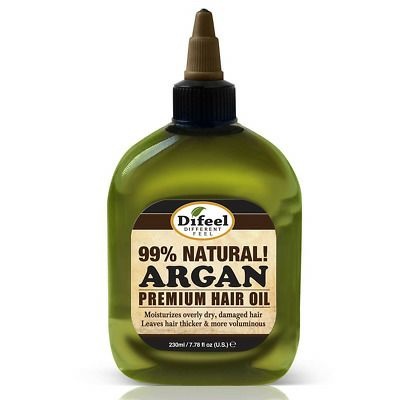 Difeel
DIFFERENT
FEEL
99% NATURAL!
ARGAN
PREMIUM HAIR OIL
Moisturizes overly dry, damaged hair
Leaves hair thicker & more voluminous
230ml / 7.78 fl oz (U.S.) ℮